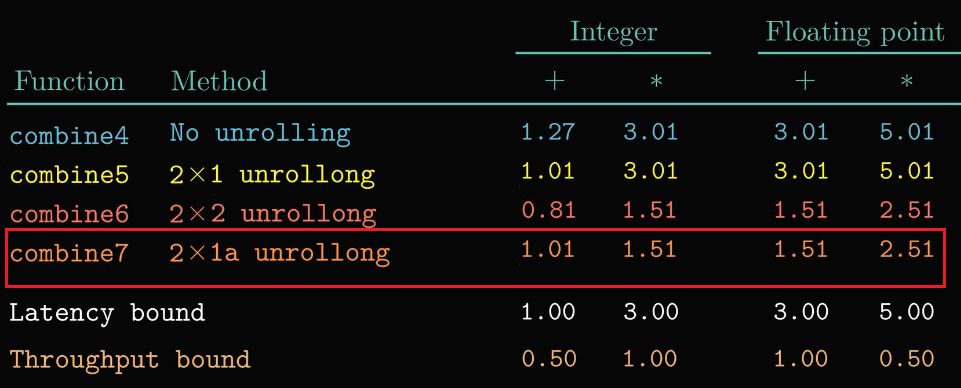 Integer Floating point
Function Method + * + *
combine4 No unrolling 1.27 3.01 3.01 5.01
combine5 2×1 unrollong 1.01 3.01 3.01 5.01
combine6 2×2 unrollong 0.81 1.51 1.51 2.51
combine7 2×1a unrollong 1.01 1.51 1.51 2.51
Latency bound 1.00 3.00 3.00 5.00
Throughput bound 0.50 1.00 1.00 0.50